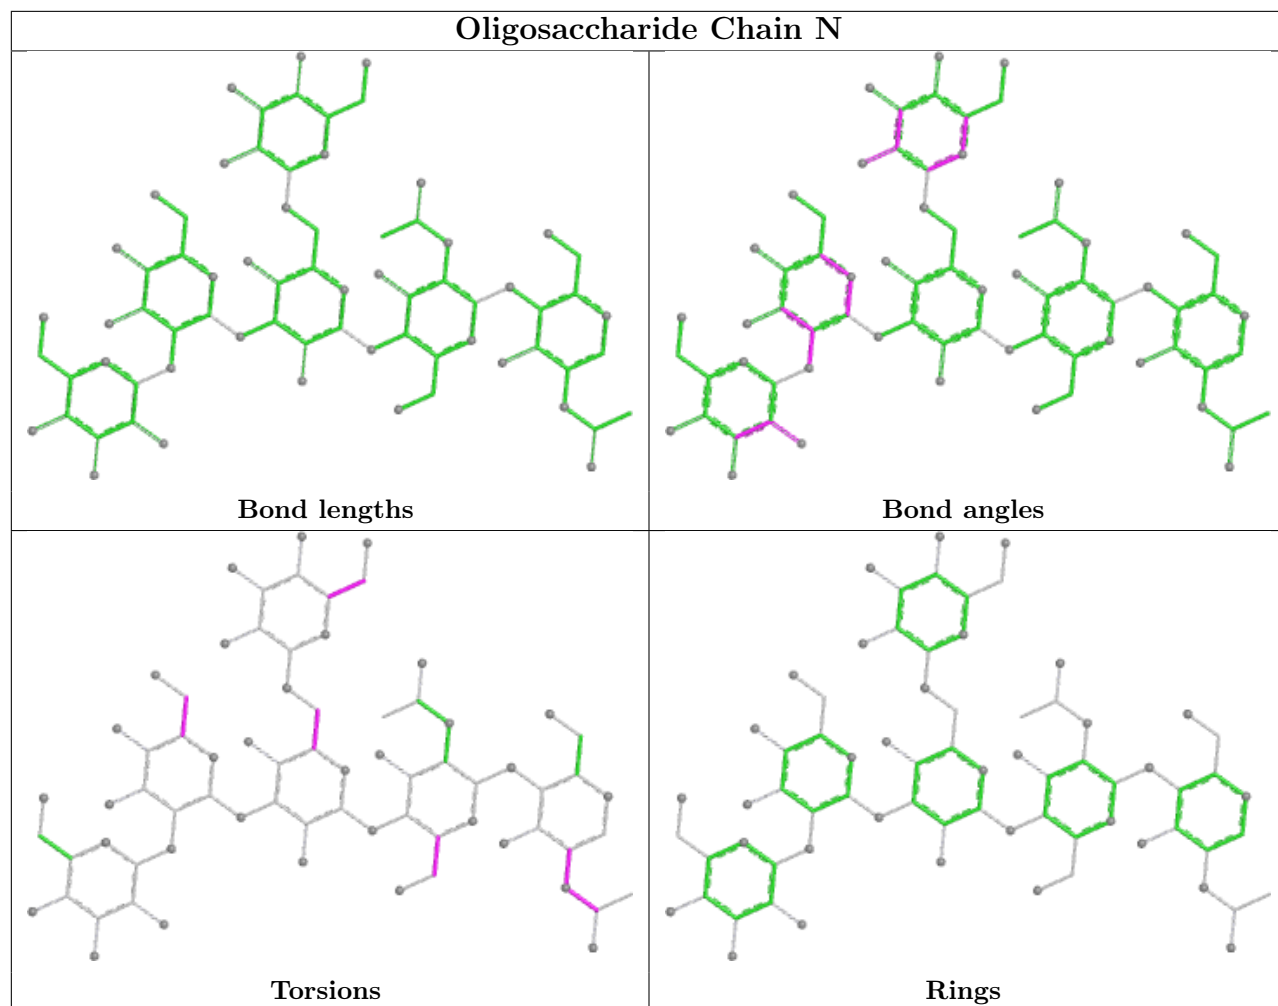 Oligosaccharide Chain N
Bond lengths
Bond angles
Torsions
Rings